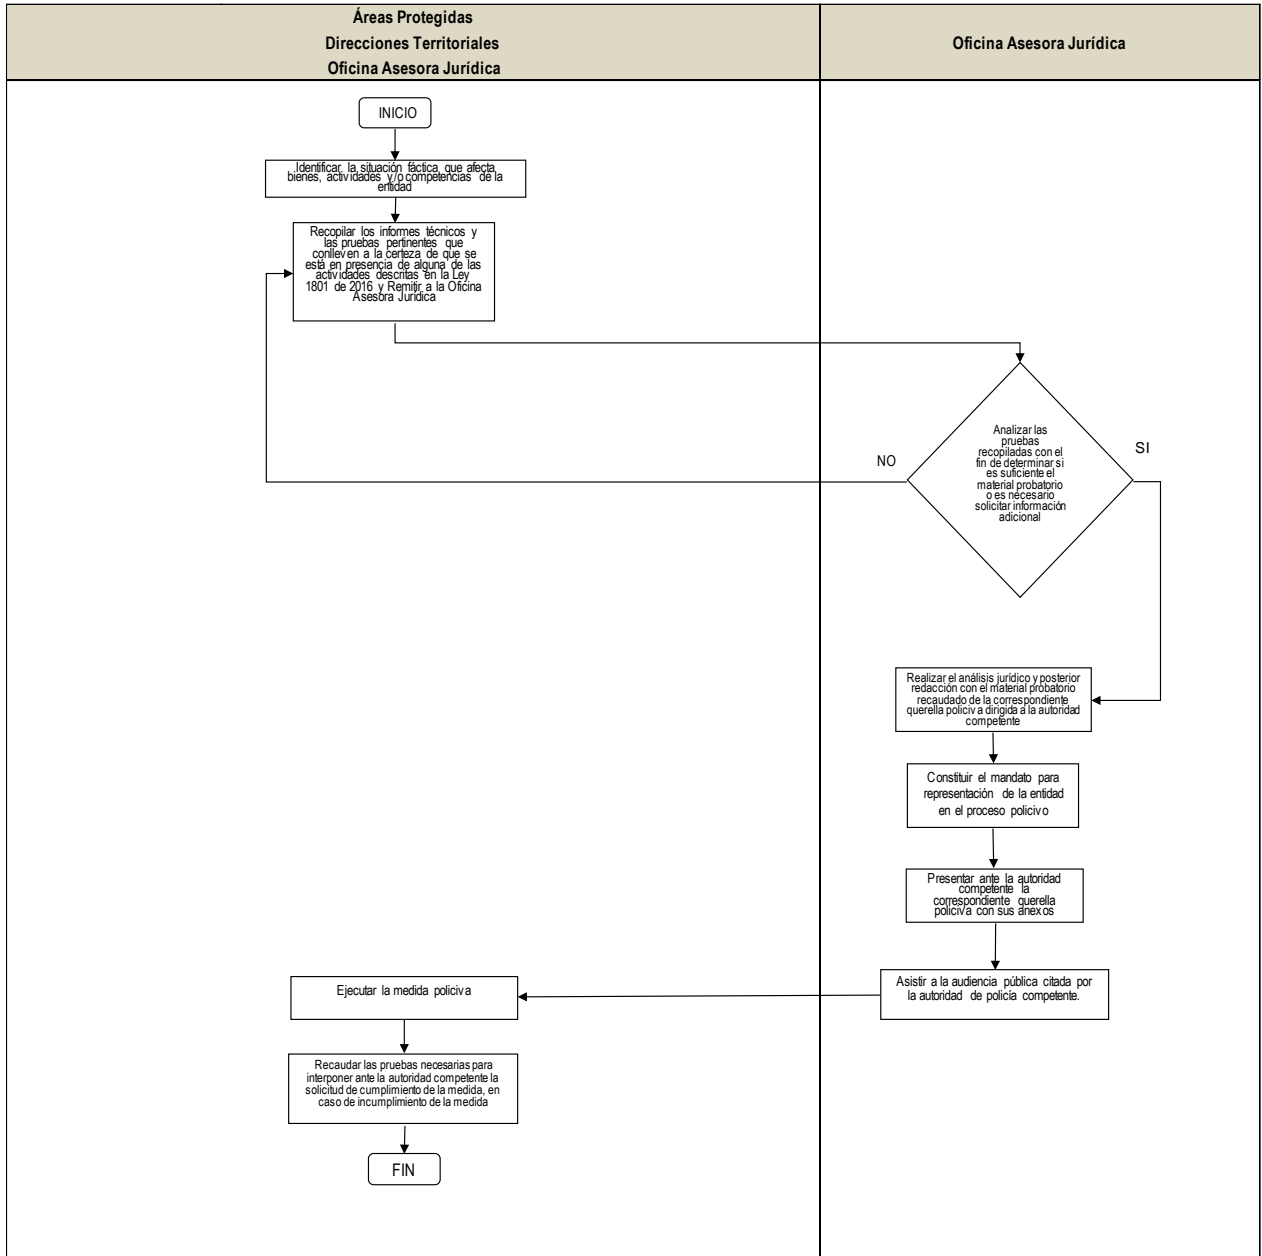 Áreas Protegidas
Direcciones Territoriales
Oficina Asesora Jurídica
Oficina Asesora Jurídica
INICIO
Identificar la situación fáctica que afecta
bienes, actividades y/o competencias de la
entidad
Recopilar los informes técnicos y
las pruebas pertinentes que
conlleven a la certeza de que se
está en presencia de alguna de las
actividades descritas en la Ley
1801 de 2016 y Remitir a la Oficina
Asesora Jurídica
Analizar las
pruebas
recopiladas con el
fin de determinar si
es suficiente el
material probatorio
o es necesario
solicitar información
adicional
NO
SI
Realizar el análisis jurídico y posterior
redacción con el material probatorio
recaudado de la correspondiente
querella policiva dirigida a la autoridad
competente
Constituir el mandato para
representación de la entidad
en el proceso policivo
Presentar ante la autoridad
competente la
correspondiente querella
policiva con sus anexos
Asistir a la audiencia pública citada por
la autoridad de policía competente.
Ejecutar la medida policiva
Recaudar las pruebas necesarias para
interponer ante la autoridad competente la
solicitud de cumplimiento de la medida, en
caso de incumplimiento de la medida
FIN